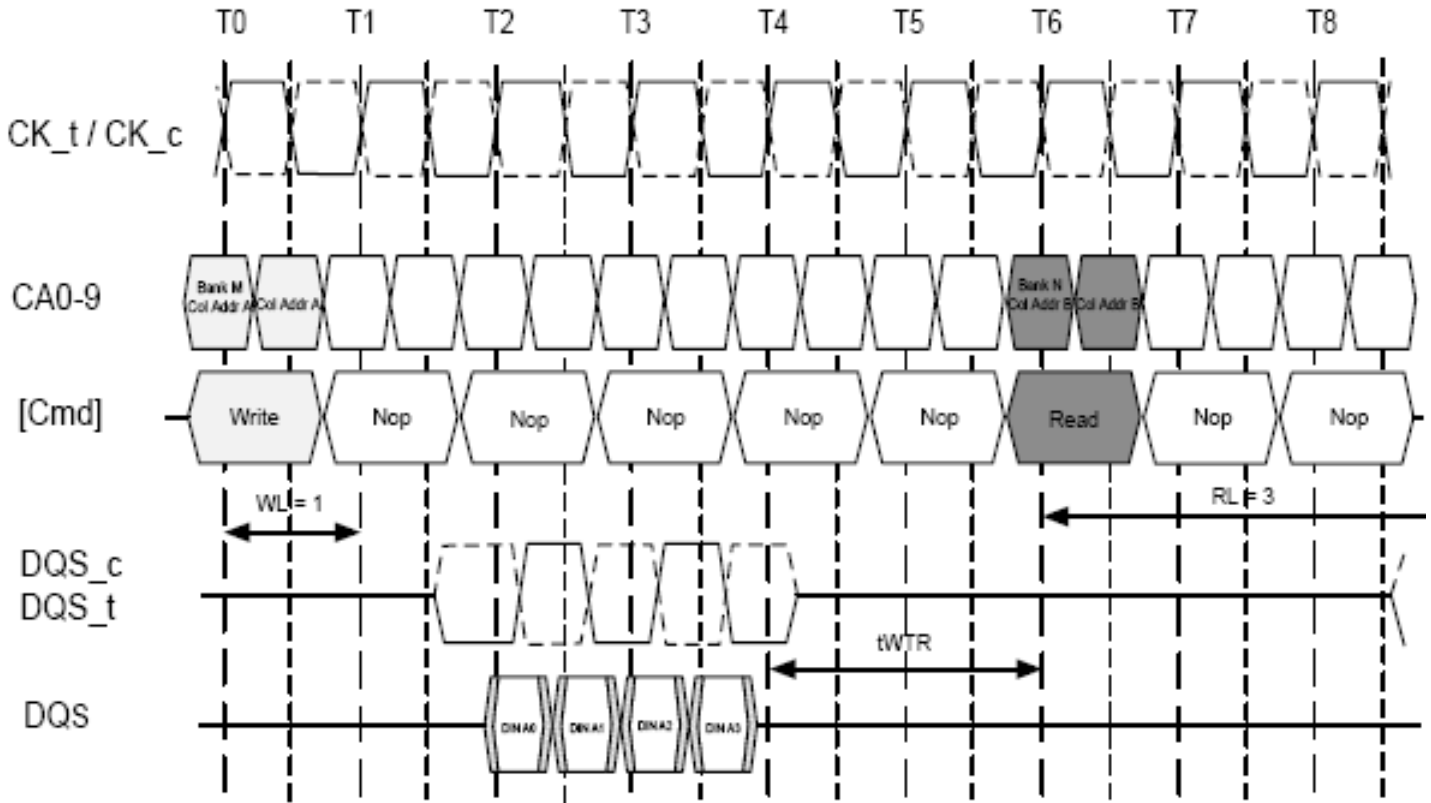 T0 T1 T2 T3 T4 T5 T6 T7 T8
CK_t / CK_c
CA0-9
Bank M
Col Addr A
Col Addr A
Bank N
Col Addr B
Col Addr B
[Cmd]
Write Nop Nop Nop Nop Nop Read Nop Nop
WL = 1
RL = 3
DQS_c
DQS_t
tWTR
DQS
DIN A0 DIN A1 DIN A2 DIN A3